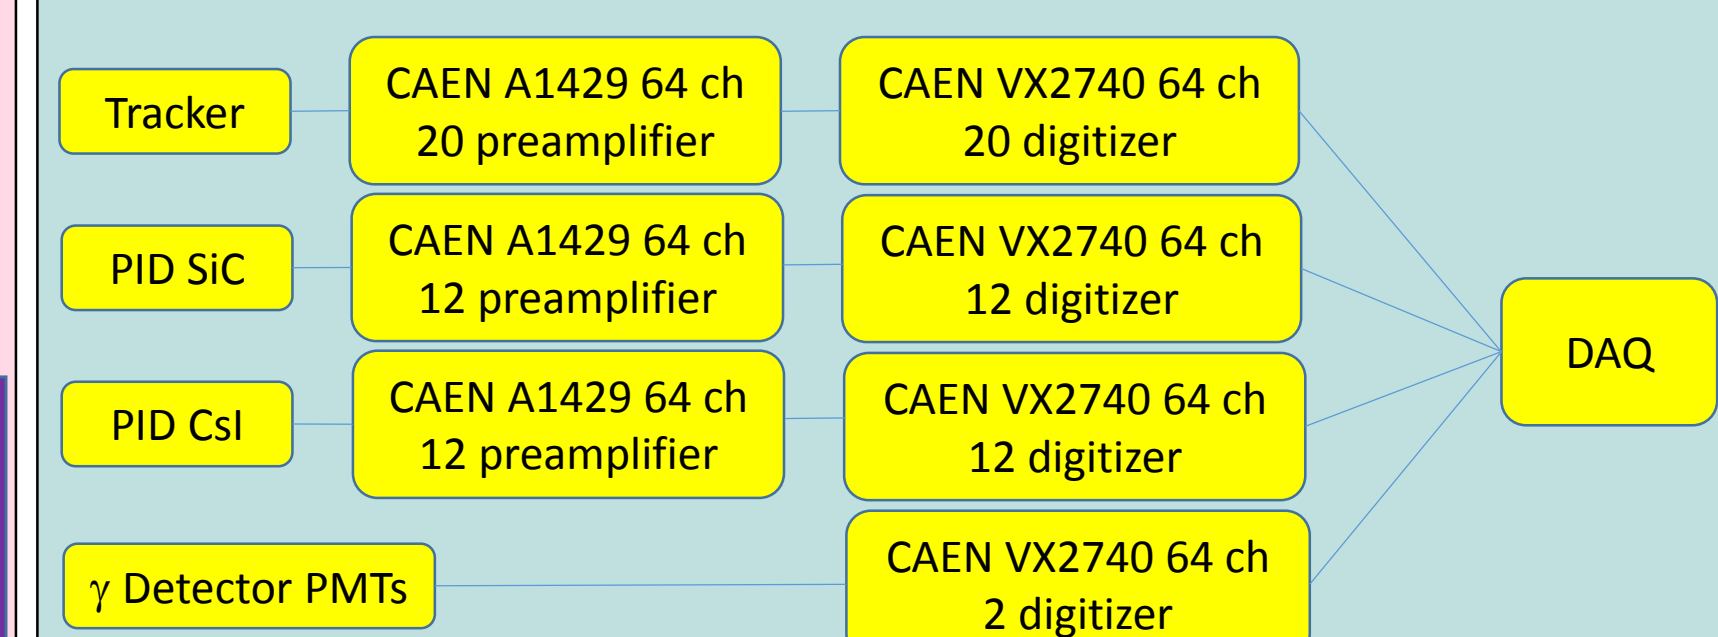 Tracker
CAEN A1429 64 ch
20 preamplifier
CAEN VX2740 64 ch
20 digitizer
PID SiC
CAEN A1429 64 ch
12 preamplifier
CAEN VX2740 64 ch
12 digitizer
PID CsI
CAEN A1429 64 ch
12 preamplifier
CAEN VX2740 64 ch
12 digitizer
DAQ
γ Detector PMTs
CAEN VX2740 64 ch
2 digitizer